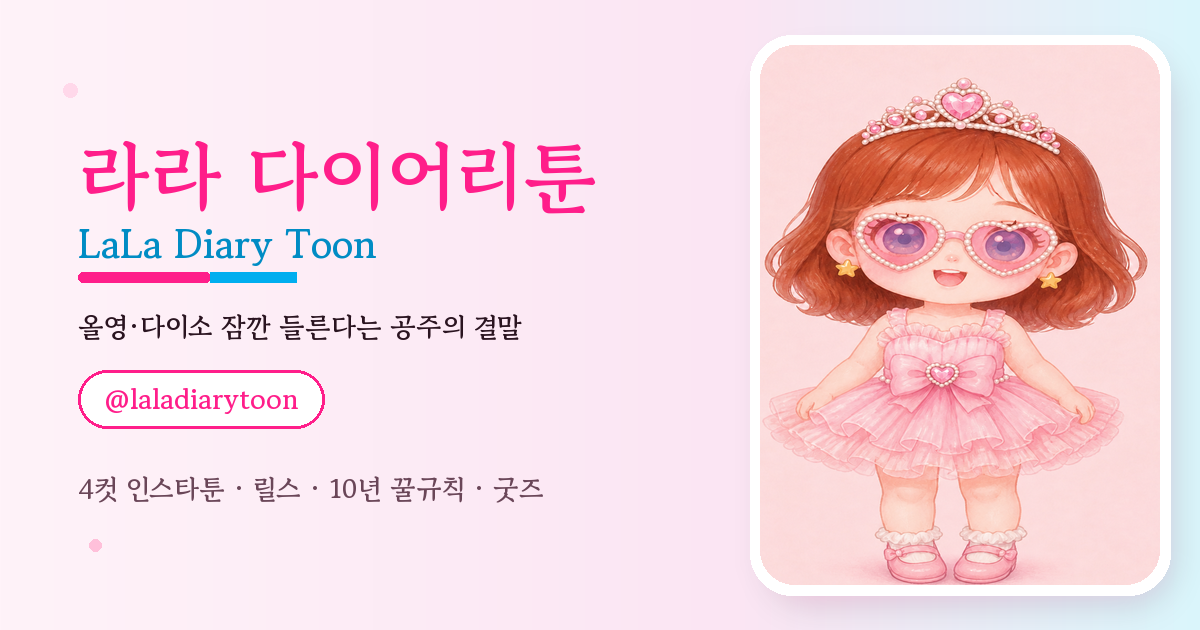 라라 다이어리툰
LaLa Diary Toon
올영·다이소 잠깐 들른다는 공주의 결말
@laladiarytoon
4컷 인스타툰 · 릴스 · 10년 꿀규칙 · 굿즈